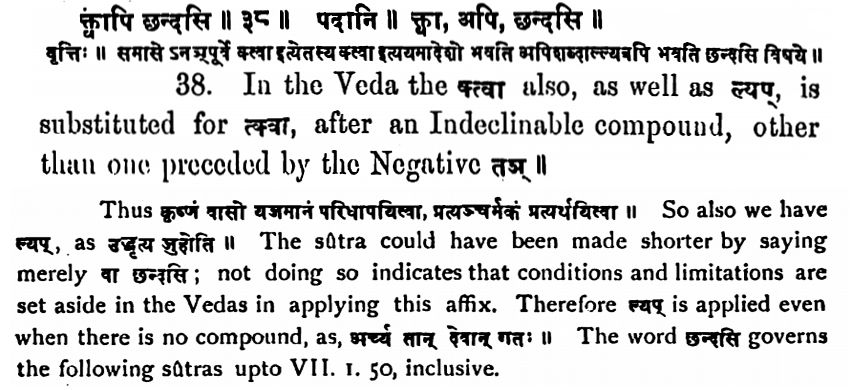 क्त्वापि छन्दसि ॥ ३८ ॥ पदानि ॥ क्त्वा, अपि, छन्दसि ॥
वृत्तिः ॥ समासे ऽनञ्पूर्वे क्त्वा इत्येतस्य क्त्वा इत्ययमादेशो भवति अपिशब्दाल्ल्यबपि भवति छन्दसि विषये ॥
38. In the Veda the क्त्वा also, as well as ल्यप्, is
substituted for त्क्त्वा, after an Indeclinable compound, other
than one preceded by the Negative तञ् ॥
Thus कृष्णं वासो यजमानं परिधापयित्वा, प्रत्यञ्चमर्कं प्रत्यर्थयित्वा ॥ So also we have
ल्यप्, as उद्धृत्य जुहोति ॥ The sûtra could have been made shorter by saying
merely वा छन्दसि; not doing so indicates that conditions and limitations are
set aside in the Vedas in applying this affix. Therefore ल्यप् is applied even
when there is no compound, as, अर्च्य तान् देवान् गतः ॥ The word छन्दसि governs
the following sûtras upto VII. 1. 50, inclusive.